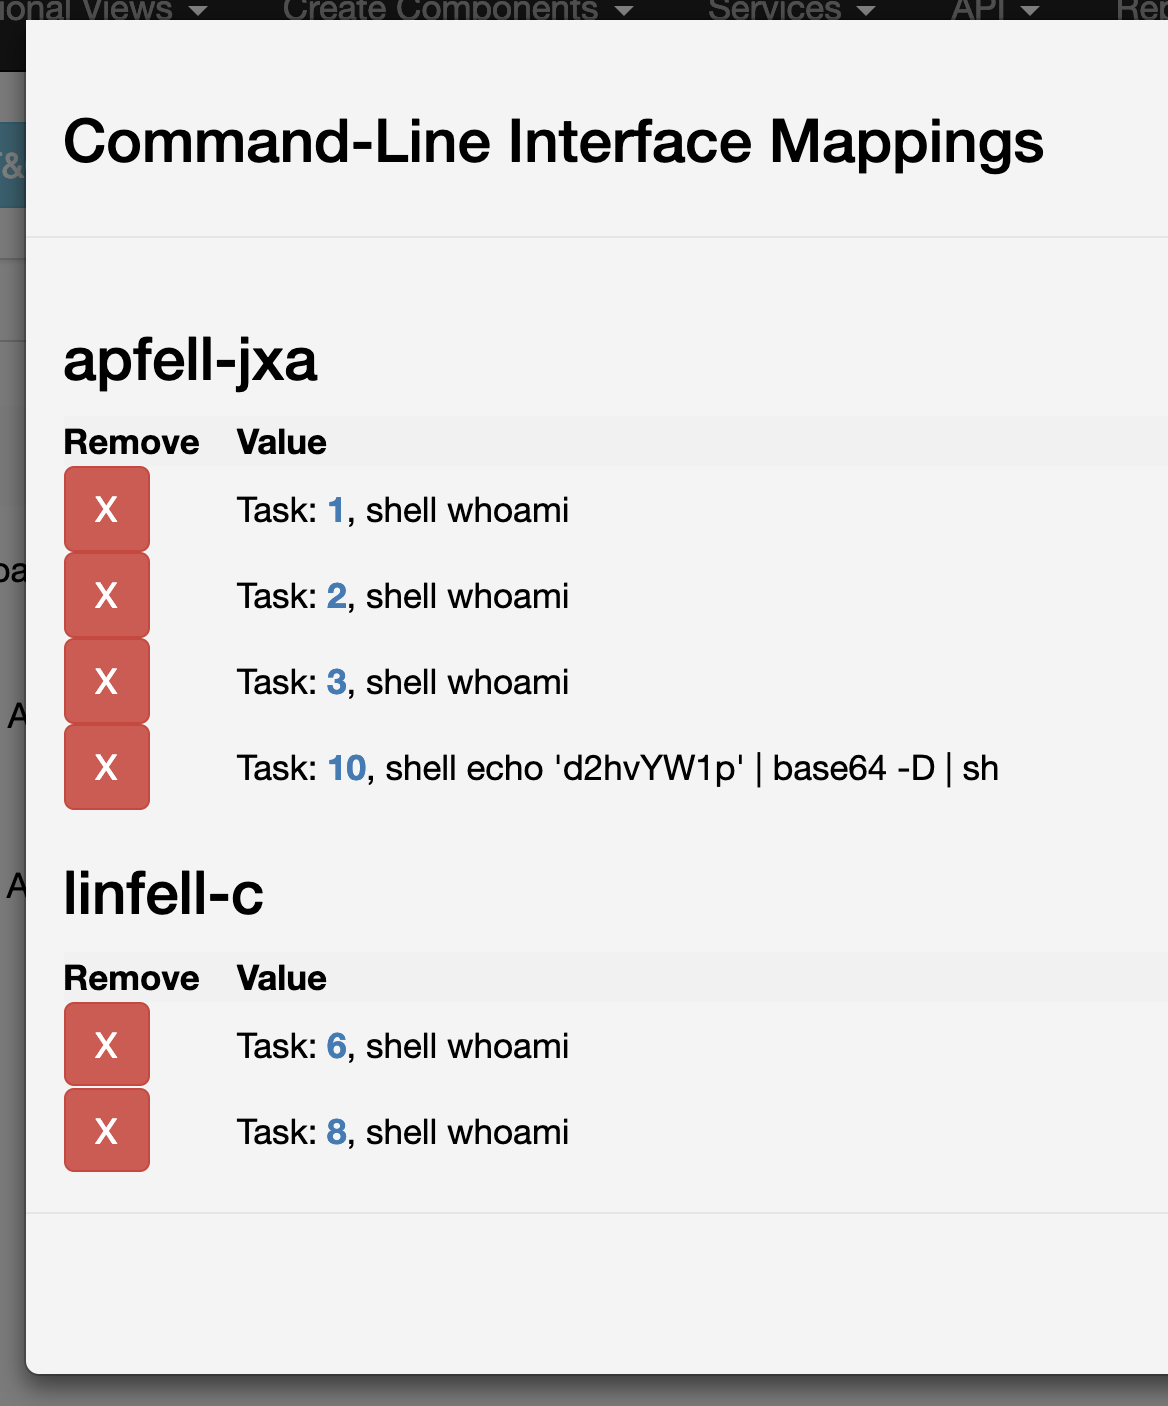 Views Create Components Services API
Command-Line Interface Mappings
&
apfell-jxa
Remove Value
X Task: 1, shell whoami
X Task: 2, shell whoami
X Task: 3, shell whoami
X Task: 10, shell echo 'd2hvYW1p' | base64 -D | sh
linfell-c
Remove Value
X Task: 6, shell whoami
X Task: 8, shell whoami